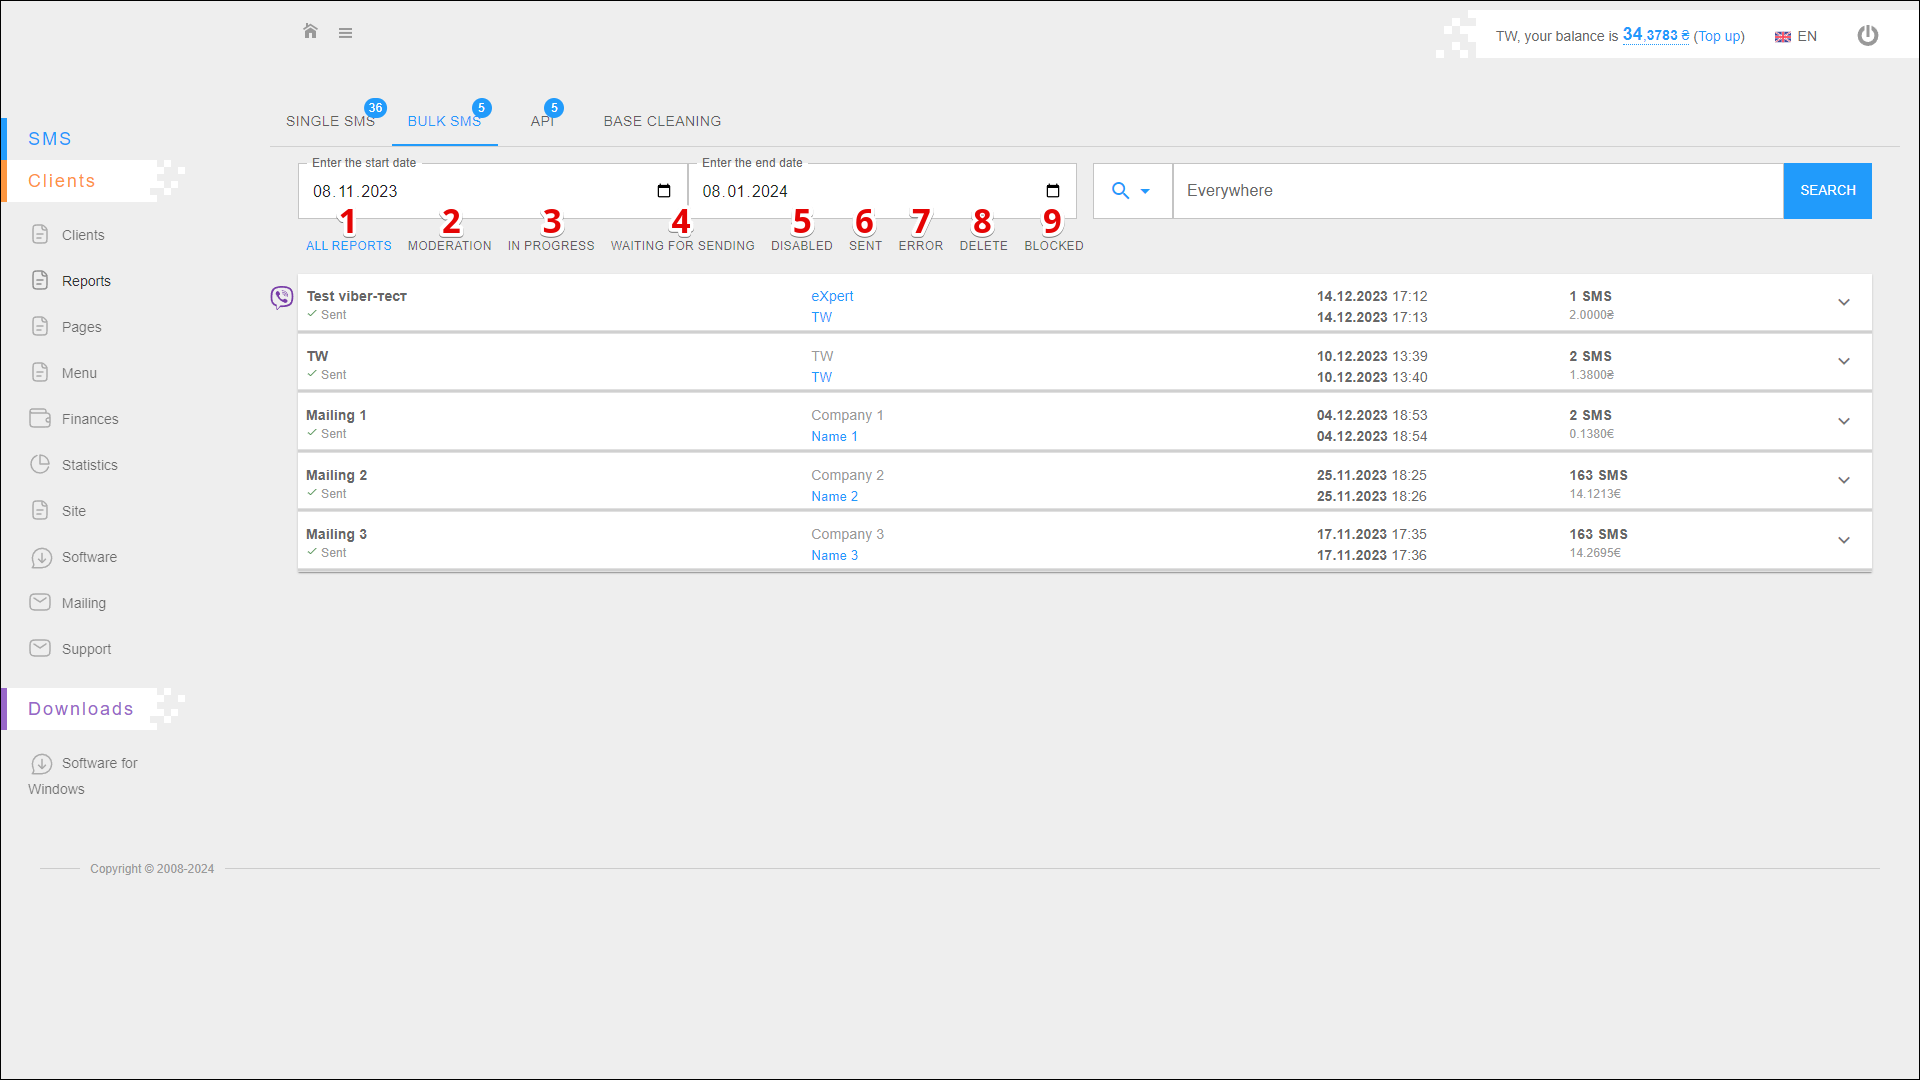 TW, your balance is 34,3783 ₴ (Top up)
EN
SMS
Clients
Clients
Reports
Pages
Menu
Finances
Statistics
Site
Software
Mailing
Support
Downloads
Software for
Windows
SINGLE SMS 36
BULK SMS 5
API 5
BASE CLEANING
Enter the start date
08.11.2023
Enter the end date
08.01.2024
Everywhere
SEARCH
1 2 3 4 5 6 7 8 9
ALL REPORTS MODERATION IN PROGRESS WAITING FOR SENDING DISABLED SENT ERROR DELETE BLOCKED
Test viber-тест
Sent
eXpert
TW
14.12.2023 17:12
14.12.2023 17:13
1 SMS
2.0000₴
TW
Sent
TW
TW
10.12.2023 13:39
10.12.2023 13:40
2 SMS
1.3800₴
Mailing 1
Sent
Company 1
Name 1
04.12.2023 18:53
04.12.2023 18:54
2 SMS
0.1380€
Mailing 2
Sent
Company 2
Name 2
25.11.2023 18:25
25.11.2023 18:26
163 SMS
14.1213€
Mailing 3
Sent
Company 3
Name 3
17.11.2023 17:35
17.11.2023 17:36
163 SMS
14.2695€
Copyright © 2008-2024